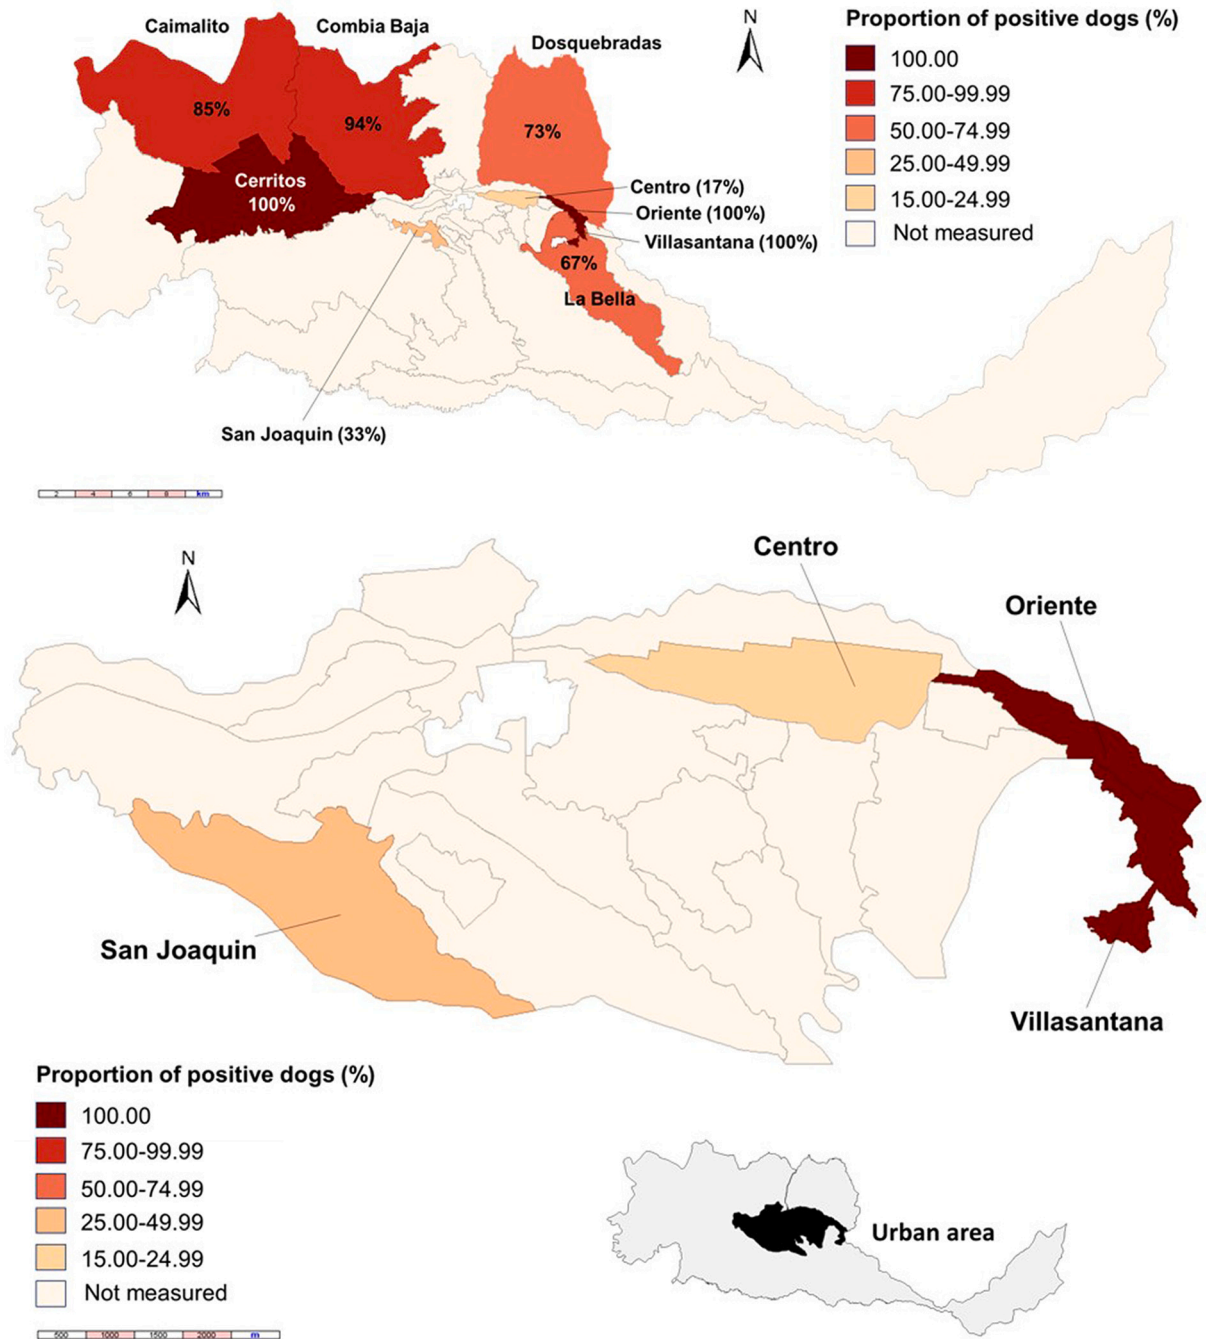 Caimalito
Combia Baja
Dosquebradas
N
Proportion of positive dogs (%)
100.00
75.00-99.99
50.00-74.99
25.00-49.99
15.00-24.99
Not measured
85%
94%
73%
Cerritos
100%
Centro (17%)
Oriente (100%)
Villasantana (100%)
67%
La Bella
San Joaquin (33%)
2 4 6 8 km
N
Centro
Oriente
San Joaquin
Villasantana
Proportion of positive dogs (%)
100.00
75.00-99.99
50.00-74.99
25.00-49.99
15.00-24.99
Not measured
Urban area
500 1000 1500 2000 m